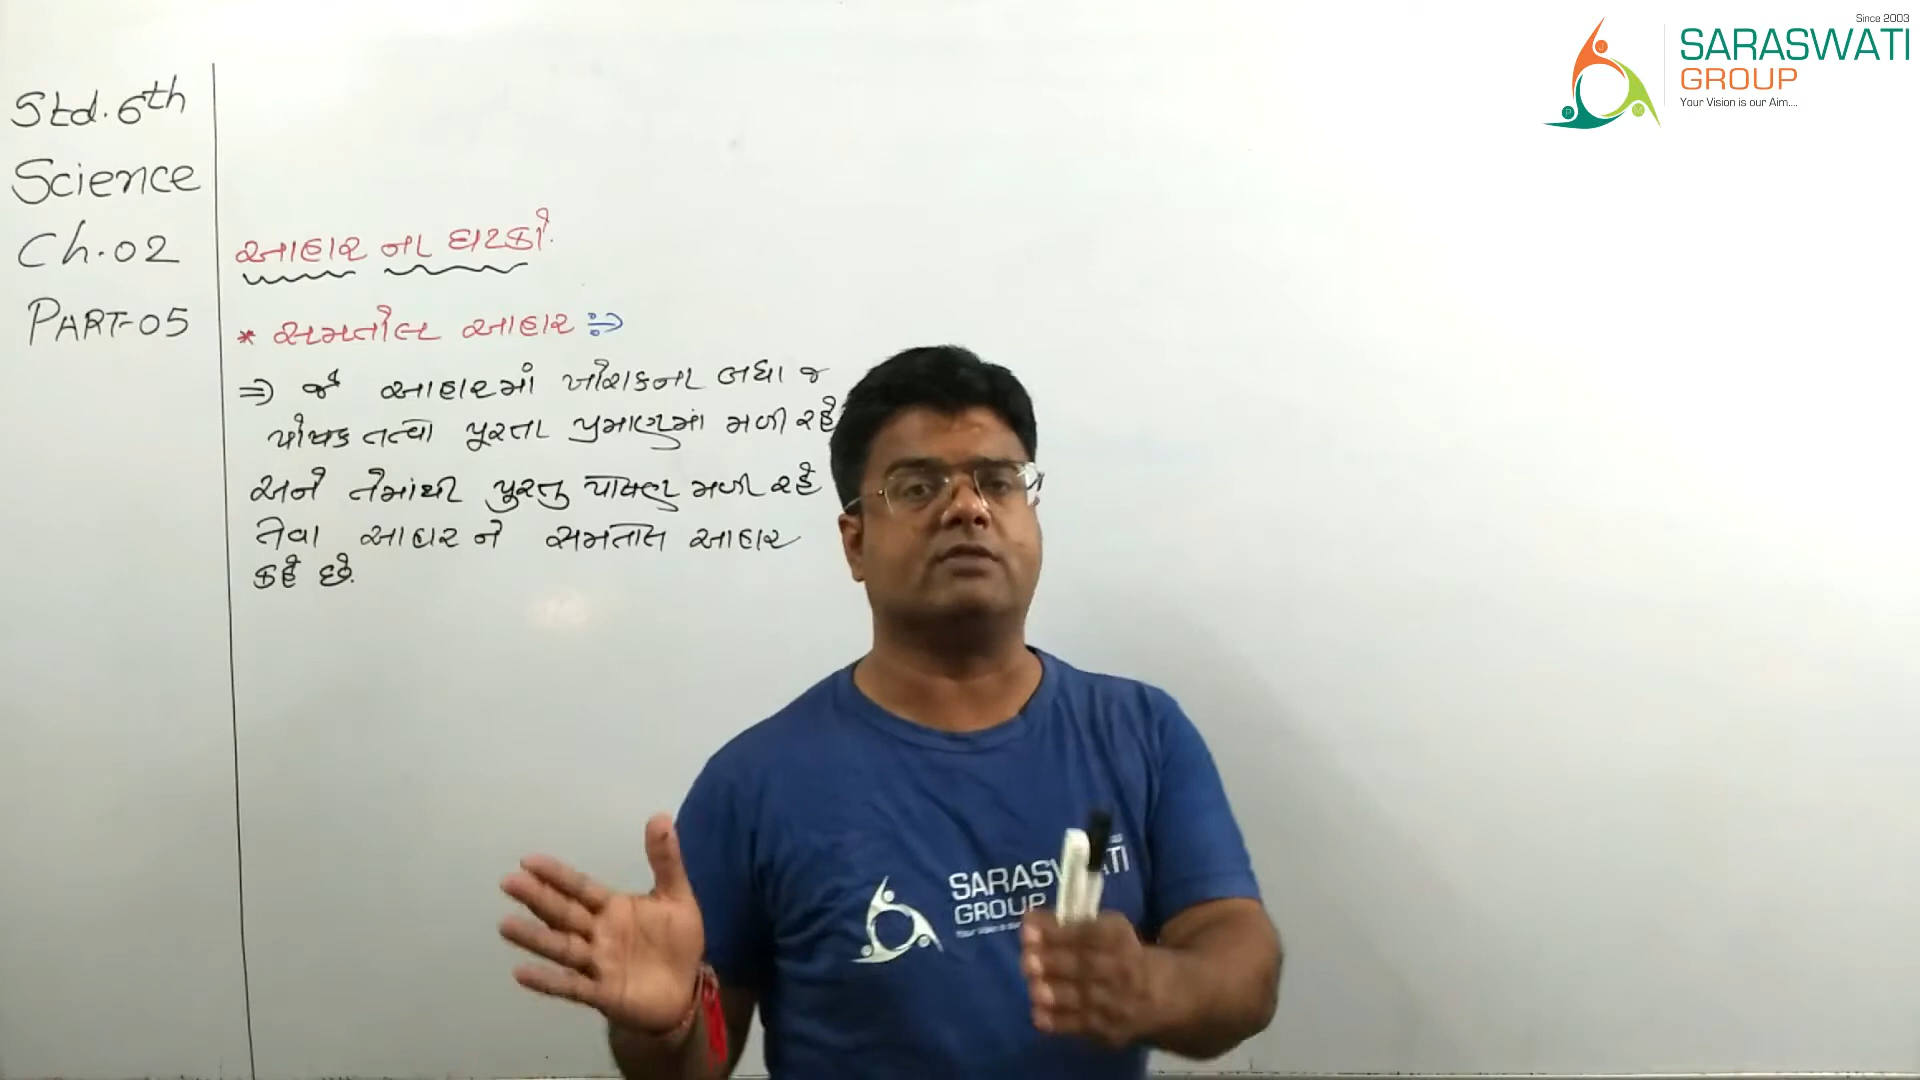 Std. 6th
Science
Ch. 02
PART-05
આહાર ના ઘટકો.
* સમતોલ આહાર :⇒
⇒ જે આહારમાં ખોરાકના બધા જ
પોષક તત્વો પૂરતા પ્રમાણમાં મળી રહે
અને તેમાંથી પુરતુ પાણી મળી રહે
તેવા આહાર ને સમતોલ આહાર
કહે છે.
Since 2003
SARASWATI
GROUP
Your Vision is our Aim....
SARASWATI
GROUP